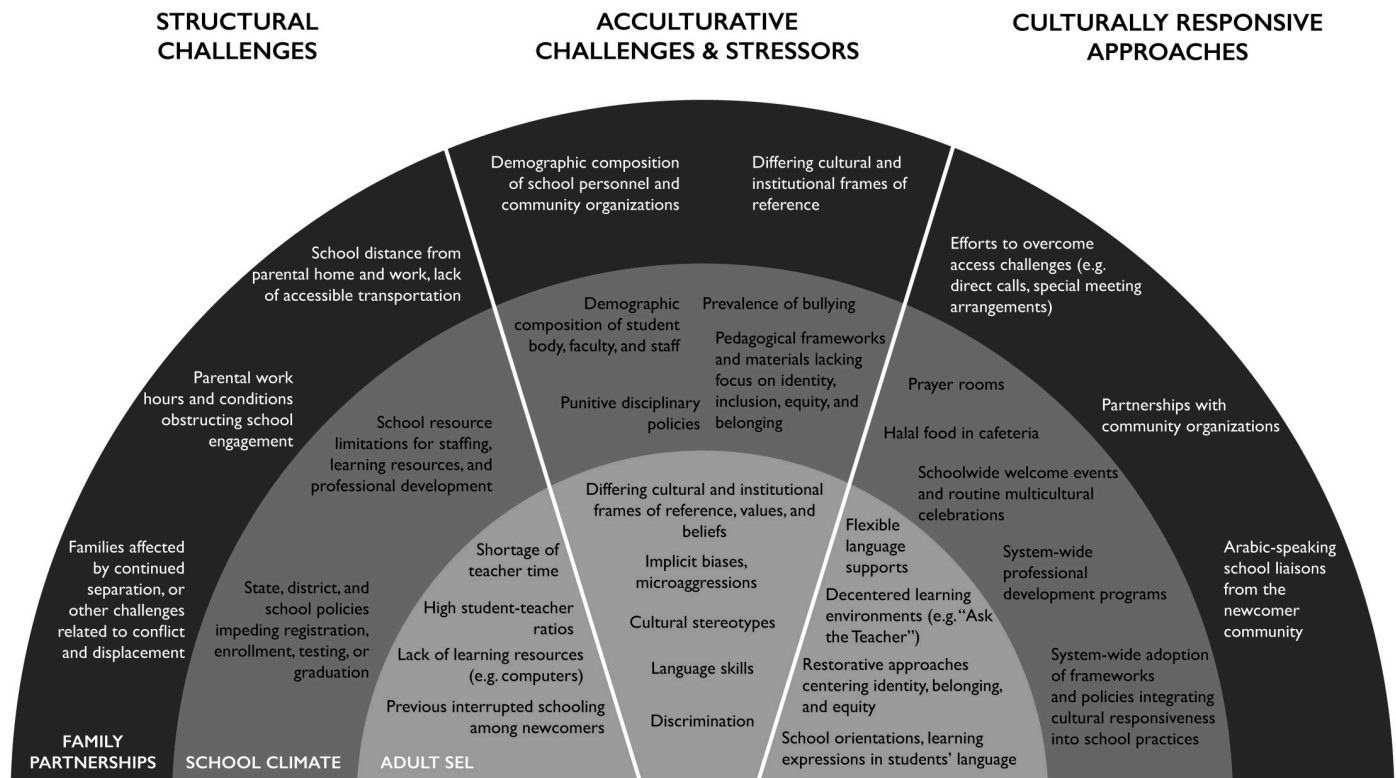 STRUCTURAL
CHALLENGES
ACCULTURATIVE
CHALLENGES & STRESSORS
CULTURALLY RESPONSIVE
APPROACHES
School distance from
parental home and work, lack
of accessible transportation
Parental work
hours and conditions
obstructing school
engagement
Families affected
by continued
separation, or
other challenges
related to conflict
and displacement
School resource
limitations for staffing,
learning resources, and
professional development
State, district, and
school policies
impeding registration,
enrollment, testing, or
graduation
Shortage of
teacher time
High student-teacher
ratios
Lack of learning resources
(e.g. computers)
Previous interrupted schooling
among newcomers
Demographic composition
of school personnel and
community organizations
Differing cultural and
institutional frames of
reference
Demographic
composition of student
body, faculty, and staff
Punitive disciplinary
policies
Prevalence of bullying
Pedagogical frameworks
and materials lacking
focus on identity,
inclusion, equity, and
belonging
Differing cultural and institutional
frames of reference, values, and
beliefs
Implicit biases,
microaggressions
Cultural stereotypes
Language skills
Discrimination
Efforts to overcome
access challenges (e.g.
direct calls, special meeting
arrangements)
Partnerships with
community organizations
Arabic-speaking
school liaisons
from the
newcomer
community
Prayer rooms
Halal food in cafeteria
Schoolwide welcome events
and routine multicultural
celebrations
System-wide
professional
development programs
System-wide adoption
of frameworks
and policies integrating
cultural responsiveness
into school practices
Flexible
language
supports
Decentered learning
environments (e.g. “Ask
the Teacher”)
Restorative approaches
centering identity, belonging,
and equity
School orientations, learning
expressions in students’ language
FAMILY
PARTNERSHIPS
SCHOOL CLIMATE
ADULT SEL